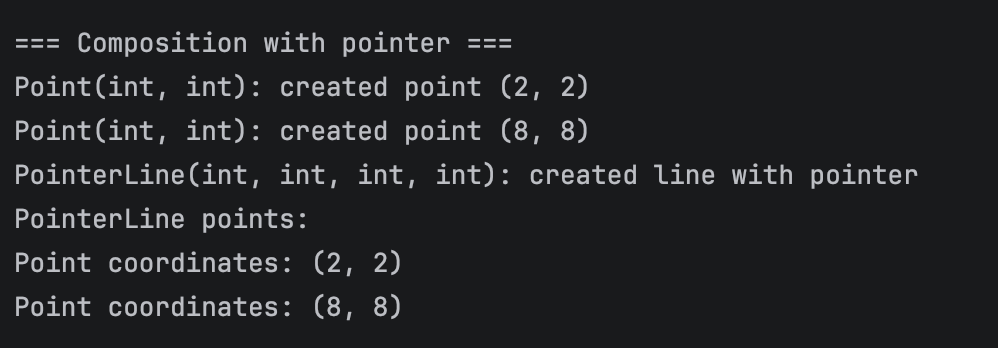 === Composition with pointer ===
Point(int, int): created point (2, 2)
Point(int, int): created point (8, 8)
PointerLine(int, int, int, int): created line with pointer
PointerLine points:
Point coordinates: (2, 2)
Point coordinates: (8, 8)